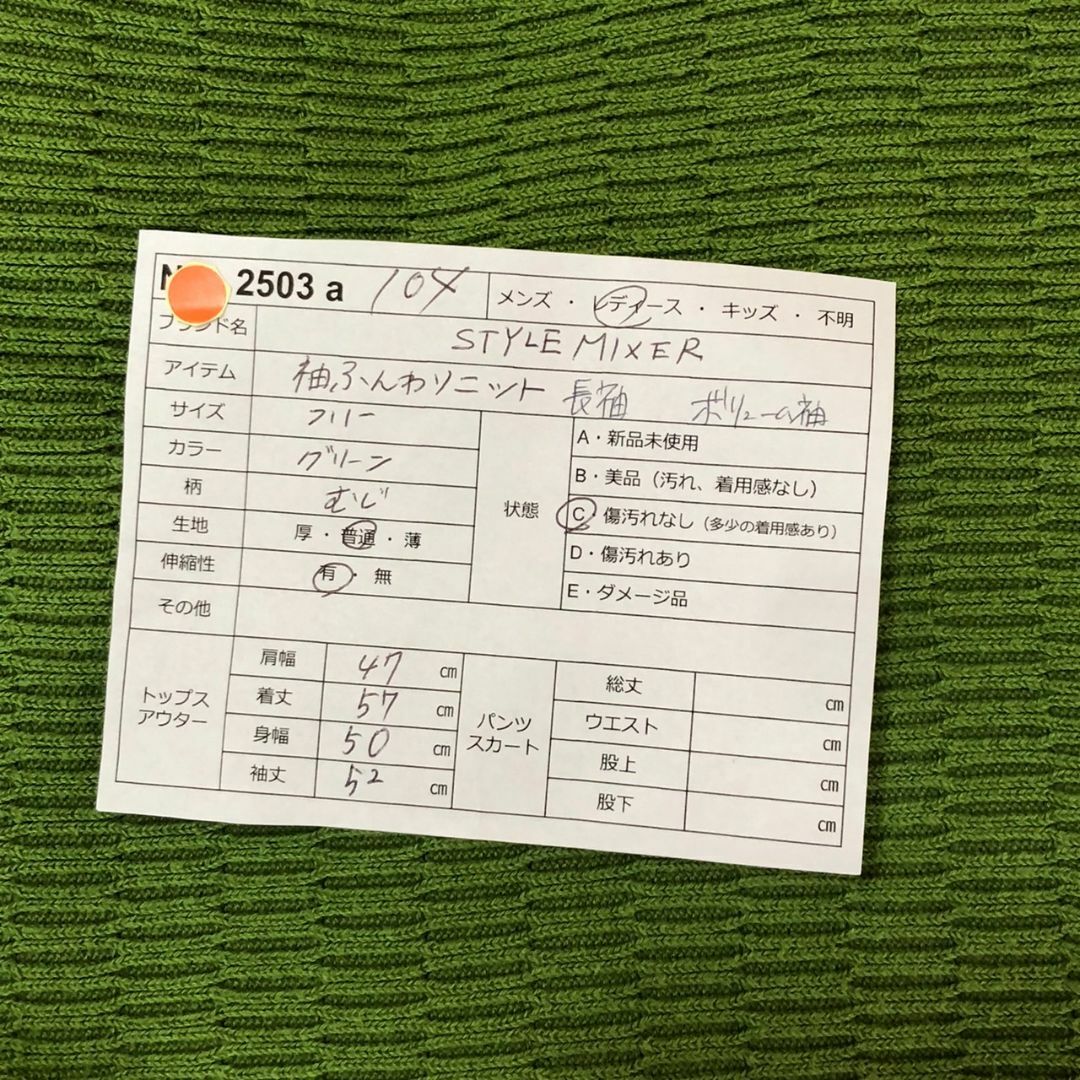 2503 a 104 メンズ ・ レディース ・ キッズ ・ 不明
ブランド名 STYLE MIXER
アイテム 袖ふんわりニット 長袖 ボリューム袖
サイズ フリー
カラー グリーン
柄 むじ
生地 厚・普通・薄
伸縮性 有・無
状態
A・新品未使用
B・美品(汚れ、着用感なし)
C・傷汚れなし(多少の着用感あり)
D・傷汚れあり
E・ダメージ品
その他
トップス
アウター
肩幅 47 ㎝
着丈 57 ㎝
身幅 50 ㎝
袖丈 52 ㎝
パンツ
スカート
総丈 ㎝
ウエスト ㎝
股上 ㎝
股下 ㎝